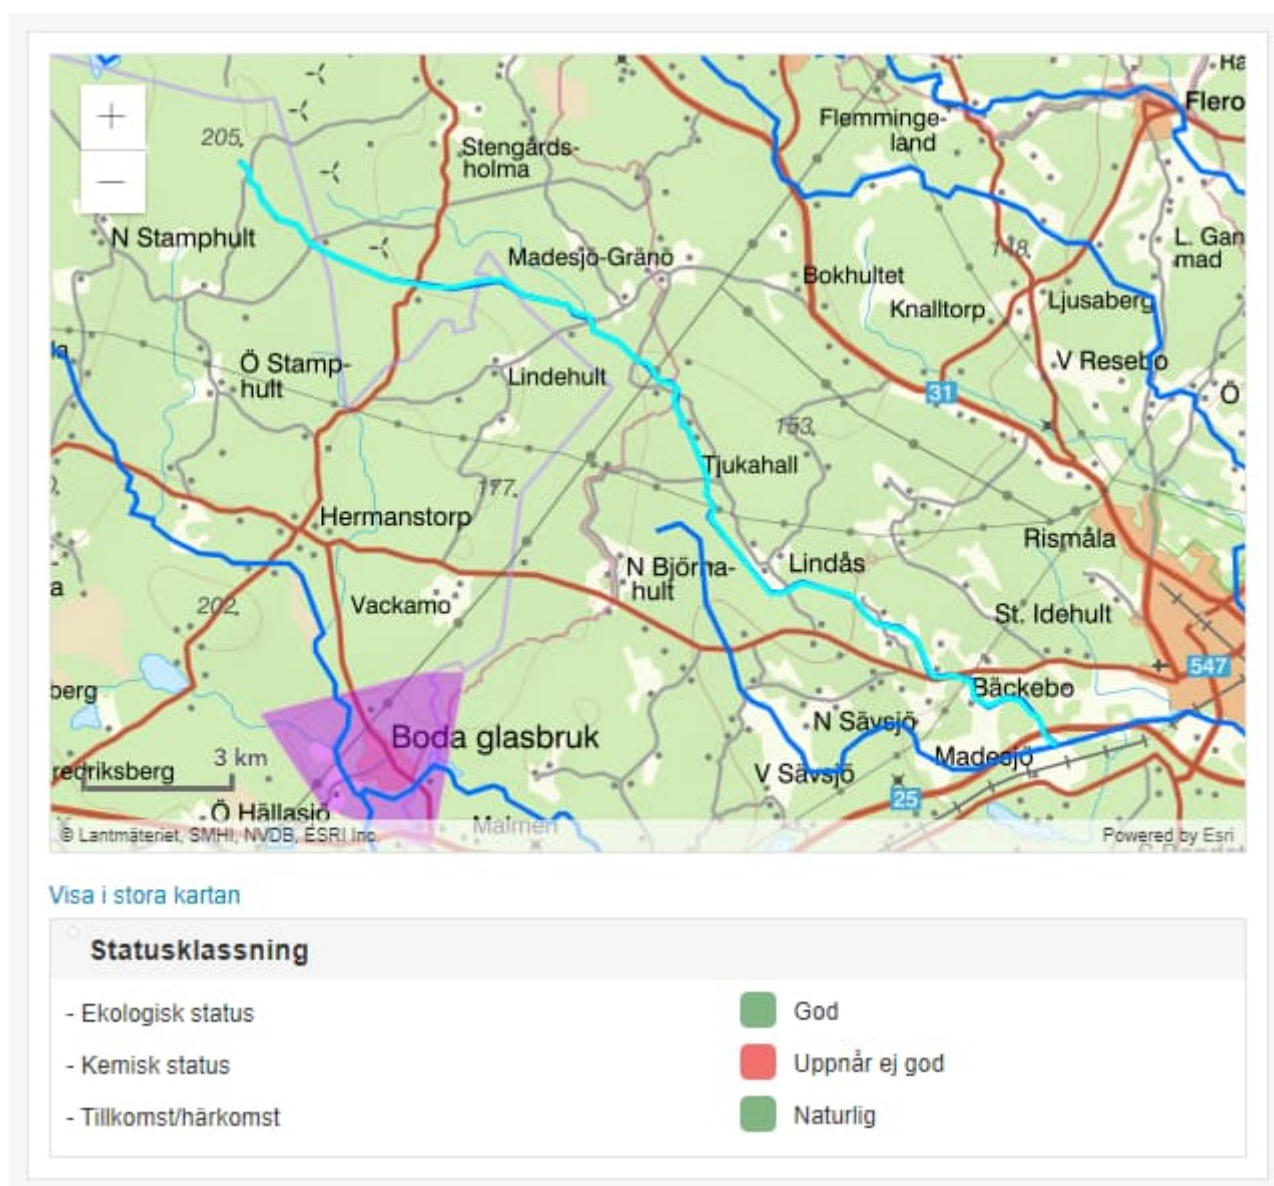 Flero
205
Stengårds-
holma
Flemminge-
land
N Stamphult
Madesjö-Gränö
L. Gan
mad
118
Bokhultet
Knalltorp
Ljusaberg
Ö Stamp-
hult
Lindehult
V Resebo
31
Ö
153
Tjukahall
177
Hermanstorp
Rismåla
N Björna-
hult
Lindås
a
202
Vackamo
St. Idehult
547
berg
Bäckebo
N Sävsjö
Boda glasbruk
3 km
Madesjö
redriksberg
V Sävsjö
25
Ö Hällasjö
Malmen
© Lantmäteriet, SMHI, NVDB, ESRI Inc.
Powered by Esri
Visa i stora kartan
Statusklassning
- Ekologisk status God
- Kemisk status Uppnår ej god
- Tillkomst/härkomst Naturlig